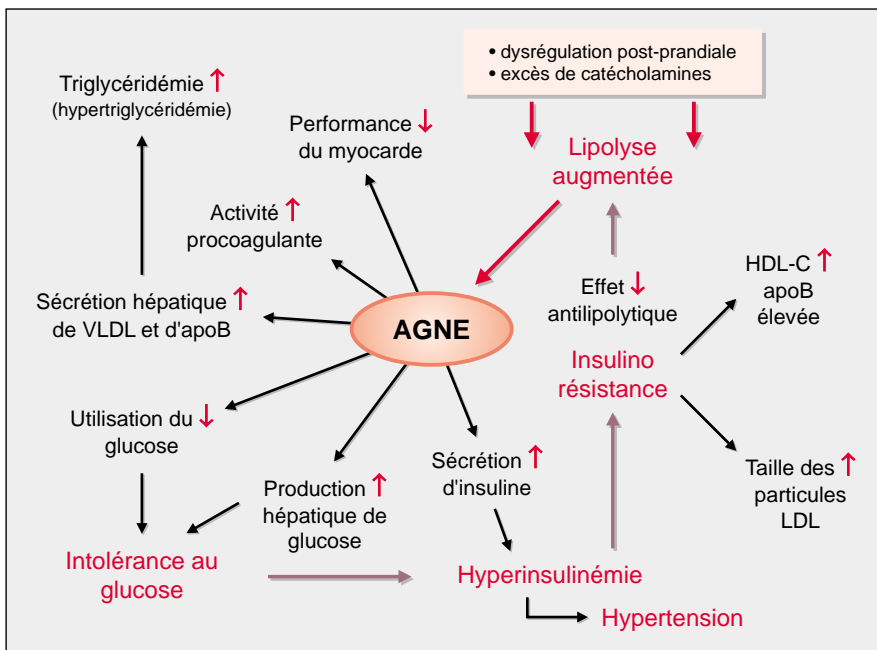 • dysrégulation post-prandiale
• excès de catécholamines
Triglycéridémie ↑
(hypertriglycéridémie)
Performance ↓
du myocarde
Lipolyse
augmentée
Activité ↑
procoagulante
HDL-C ↑
apoB
élevée
Effet ↓
antilipolytique
Sécrétion hépatique ↑
de VLDL et d'apoB
AGNE
Insulino
résistance
Utilisation du ↓
glucose
Sécrétion ↑
d'insuline
Taille des ↑
particules
LDL
Production ↑
hépatique de
glucose
Intolérance au
glucose
Hyperinsulinémie
Hypertension